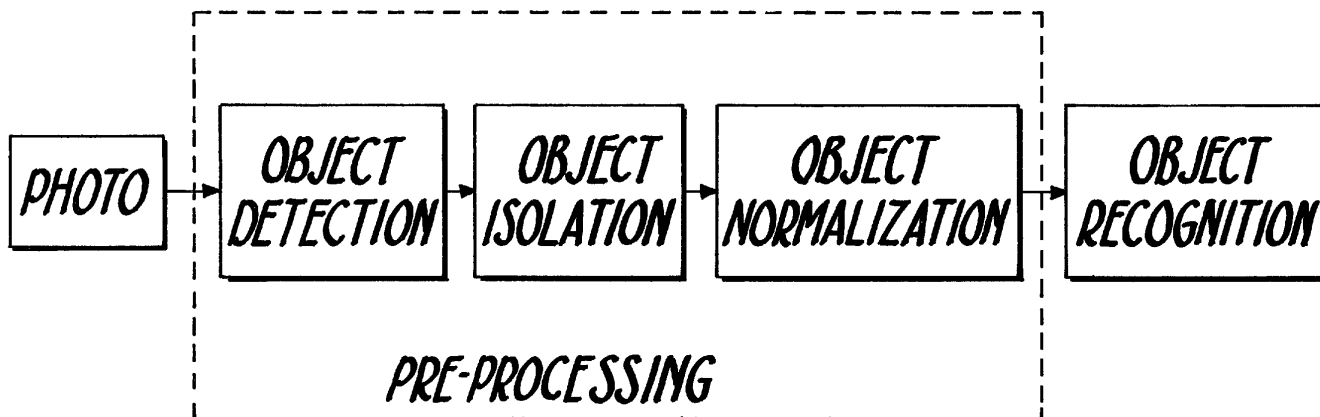 PHOTO
OBJECT
DETECTION
OBJECT
ISOLATION
OBJECT
NORMALIZATION
OBJECT
RECOGNITION
PRE-PROCESSING